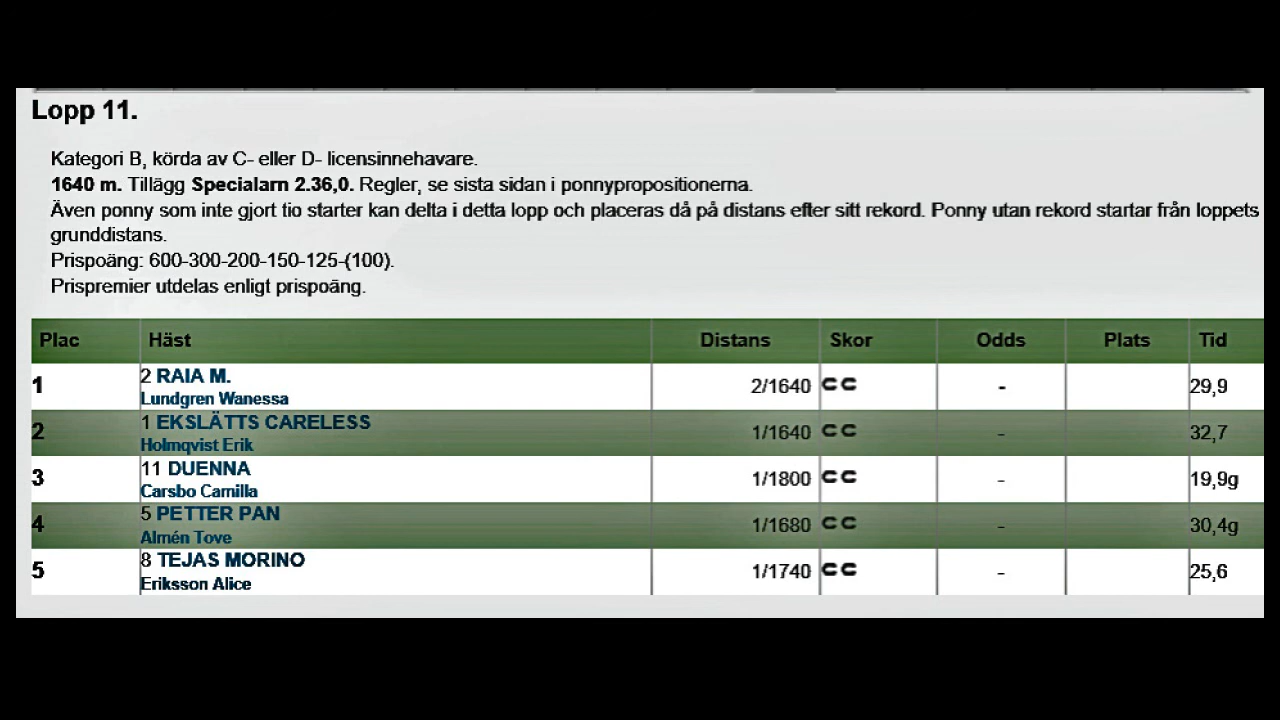 Lopp 11.
Kategori B, körda av C- eller D- licensinnehavare.
1640 m. Tillägg Specialarn 2.36,0. Regler, se sista sidan i ponnypropositionerna.
Även ponny som inte gjort tio starter kan delta i detta lopp och placeras då på distans efter sitt rekord. Ponny utan rekord startar från loppets
grunddistans.
Prispoäng: 600-300-200-150-125-(100).
Prispremier utdelas enligt prispoäng.
Plac Häst Distans Skor Odds Plats Tid
1 2 RAIA M. 2/1640 C C - 29,9
Lundgren Wanessa
2 1 EKSLÄTTS CARELESS 1/1640 C C - 32,7
Holmqvist Erik
3 11 DUENNA 1/1800 C C - 19,9g
Carsbo Camilla
4 5 PETTER PAN 1/1680 C C - 30,4g
Almén Tove
5 8 TEJAS MORINO 1/1740 C C - 25,6
Eriksson Alice